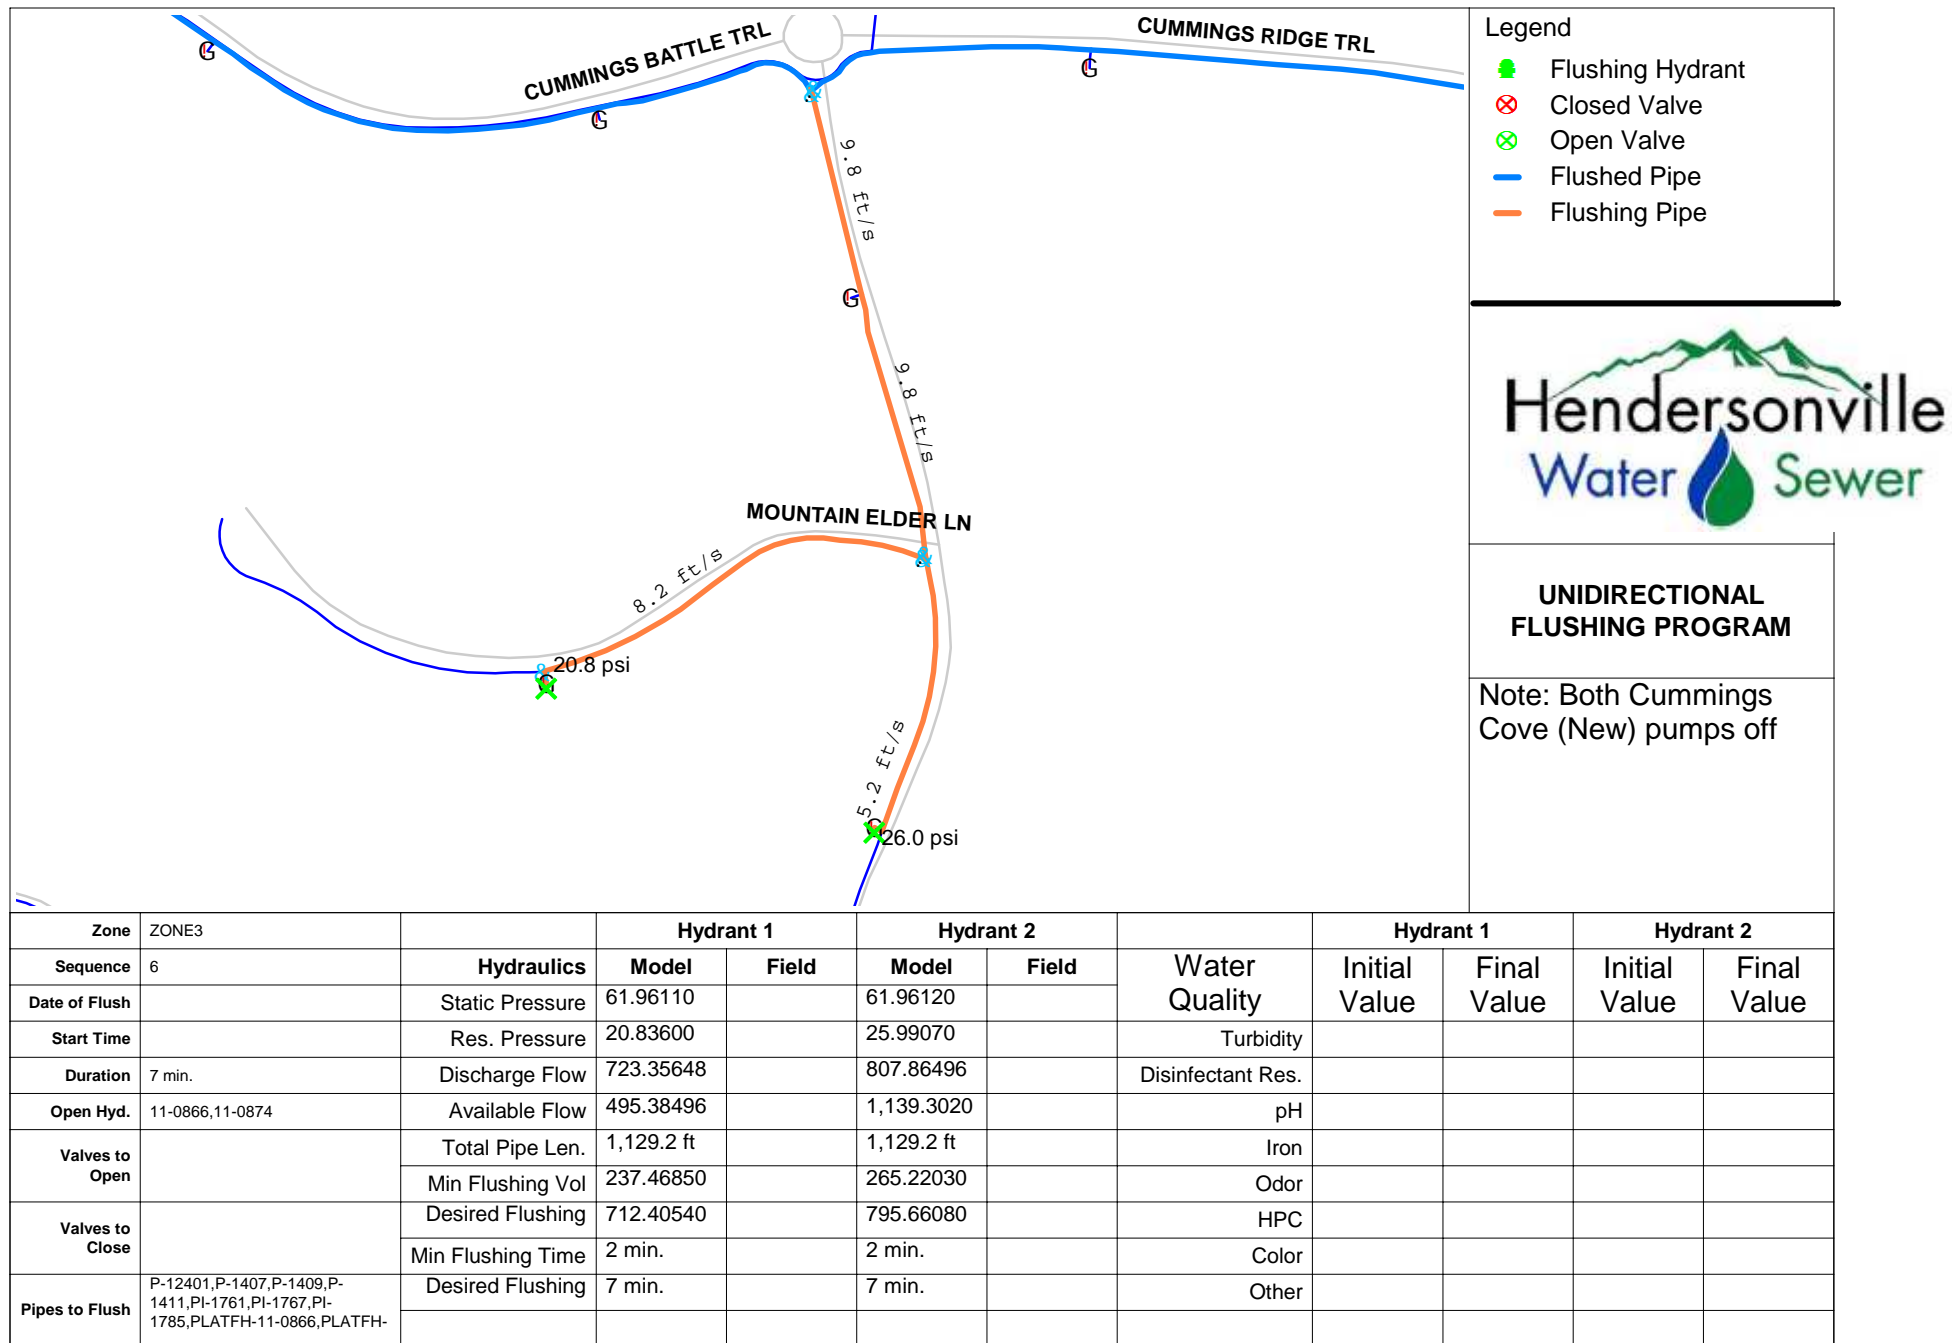 CUMMINGS BATTLE TRL
CUMMINGS RIDGE TRL
G
G
G
9.8 ft/s
G
9.8 ft/s
MOUNTAIN ELDER LN
8.2 ft/s
20.8 psi
5.2 ft/s
26.0 psi
Legend
Flushing Hydrant
Closed Valve
Open Valve
Flushed Pipe
Flushing Pipe
Hendersonville
Water Sewer
UNIDIRECTIONAL
FLUSHING PROGRAM
Note: Both Cummings
Cove (New) pumps off
Zone ZONE3 Hydrant 1 Hydrant 2 Hydrant 1 Hydrant 2
Sequence 6 Hydraulics Model Field Model Field Water Quality Initial Value Final Value Initial Value Final Value
Date of Flush Static Pressure 61.96110 61.96120
Start Time Res. Pressure 20.83600 25.99070 Turbidity
Duration 7 min. Discharge Flow 723.35648 807.86496 Disinfectant Res.
Open Hyd. 11-0866,11-0874 Available Flow 495.38496 1,139.3020 pH
Valves to Open Total Pipe Len. 1,129.2 ft 1,129.2 ft Iron
Min Flushing Vol 237.46850 265.22030 Odor
Valves to Close Desired Flushing 712.40540 795.66080 HPC
Min Flushing Time 2 min. 2 min. Color
Pipes to Flush P-12401,P-1407,P-1409,P-
1411,PI-1761,PI-1767,PI-
1785,PLATFH-11-0866,PLATFH-
Desired Flushing 7 min. 7 min. Other